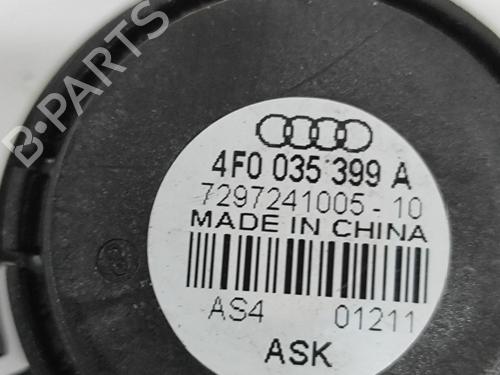 B-PARTS
4F0 035 399 A
7297241005-10
MADE IN CHINA
AS4 01211
ASK